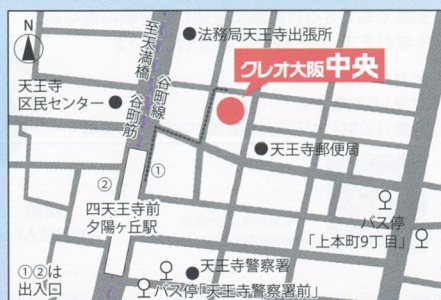 N
法務局天王寺出張所
クレオ大阪中央
至天満橋
谷町線
谷町筋
天王寺
区民センター
天王寺郵便局
①
②
四天王寺前
夕陽ヶ丘駅
バス停
「上本町9丁目」
①②は
出入口
天王寺警察署
バス停「天王寺警察署前」